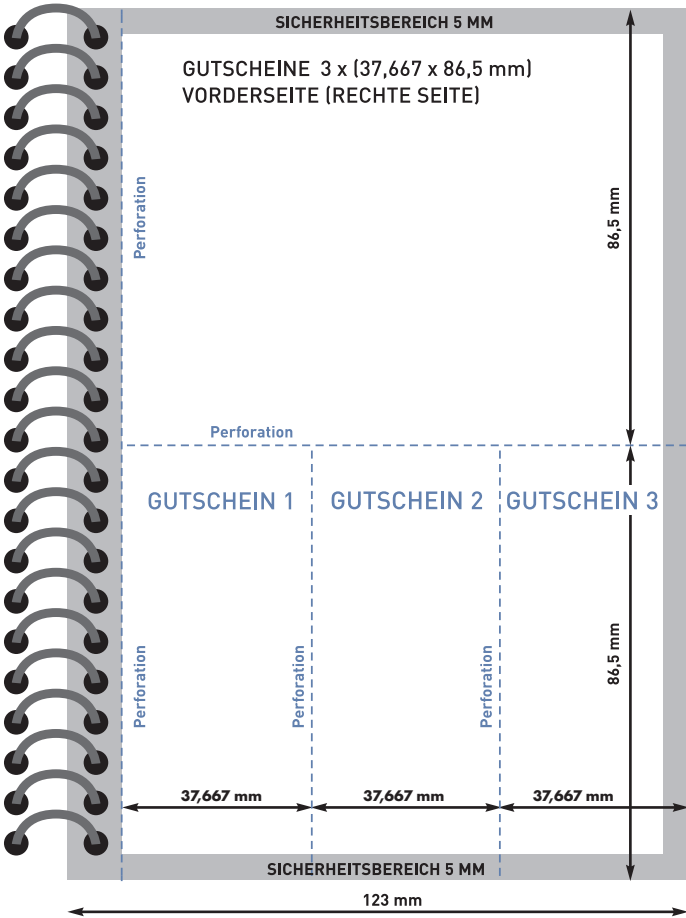 SICHERHEITSBEREICH 5 MM
GUTSCHEINE 3 x (37,667 x 86,5 mm)
VORDERSEITE (RECHTE SEITE)
Perforation
86,5 mm
Perforation
GUTSCHEIN 1
GUTSCHEIN 2
GUTSCHEIN 3
Perforation
Perforation
Perforation
86,5 mm
37,667 mm
37,667 mm
37,667 mm
SICHERHEITSBEREICH 5 MM
123 mm